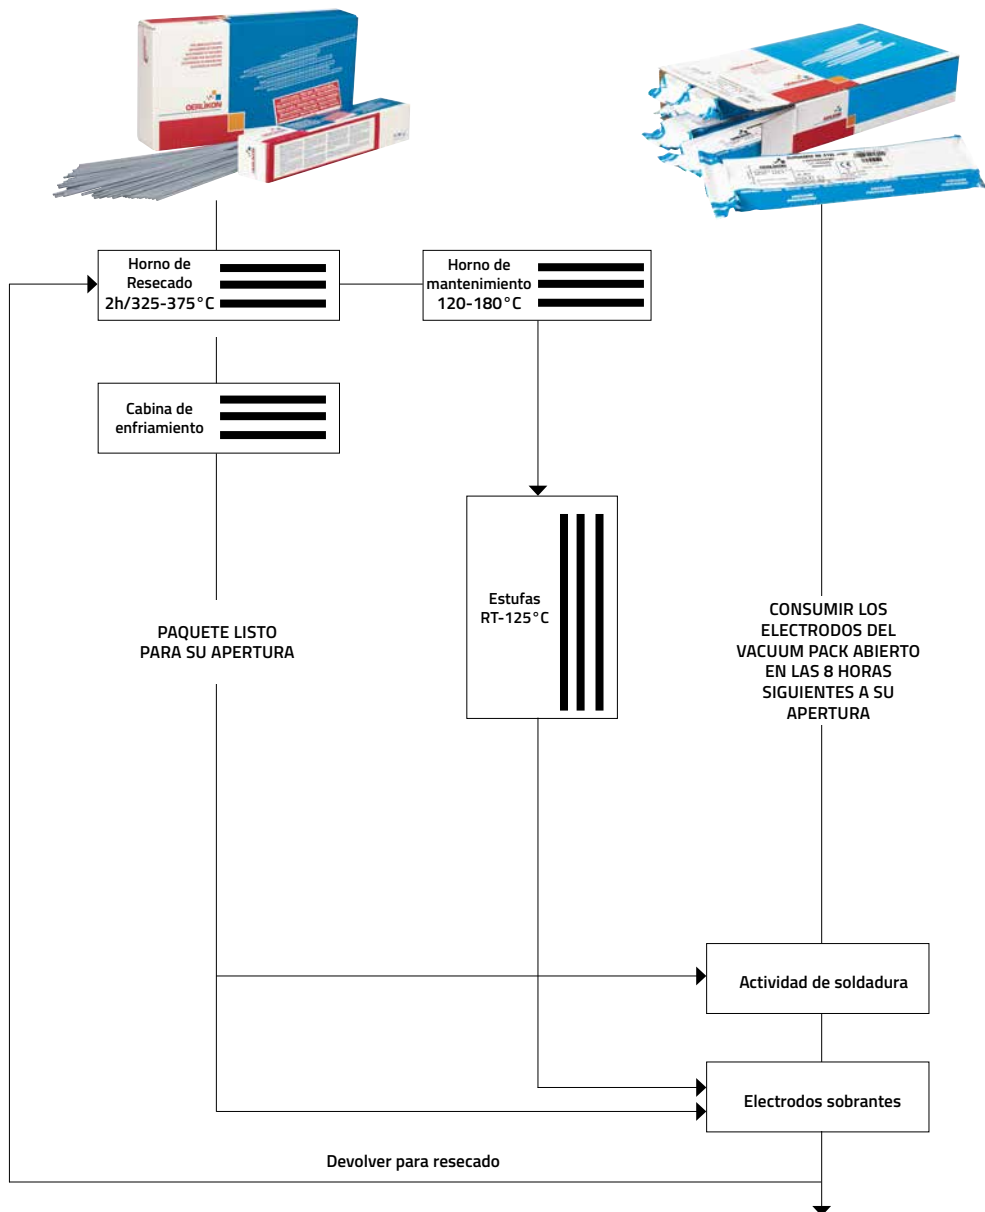 OERLIKON
Horno de
Resecado
2h/325-375°C
Horno de
mantenimiento
120-180°C
Cabina de
enfriamiento
Estufas
RT-125°C
PAQUETE LISTO
PARA SU APERTURA
CONSUMIR LOS
ELECTRODOS DEL
VACUUM PACK ABIERTO
EN LAS 8 HORAS
SIGUIENTES A SU
APERTURA
Actividad de soldadura
Electrodos sobrantes
Devolver para resecado